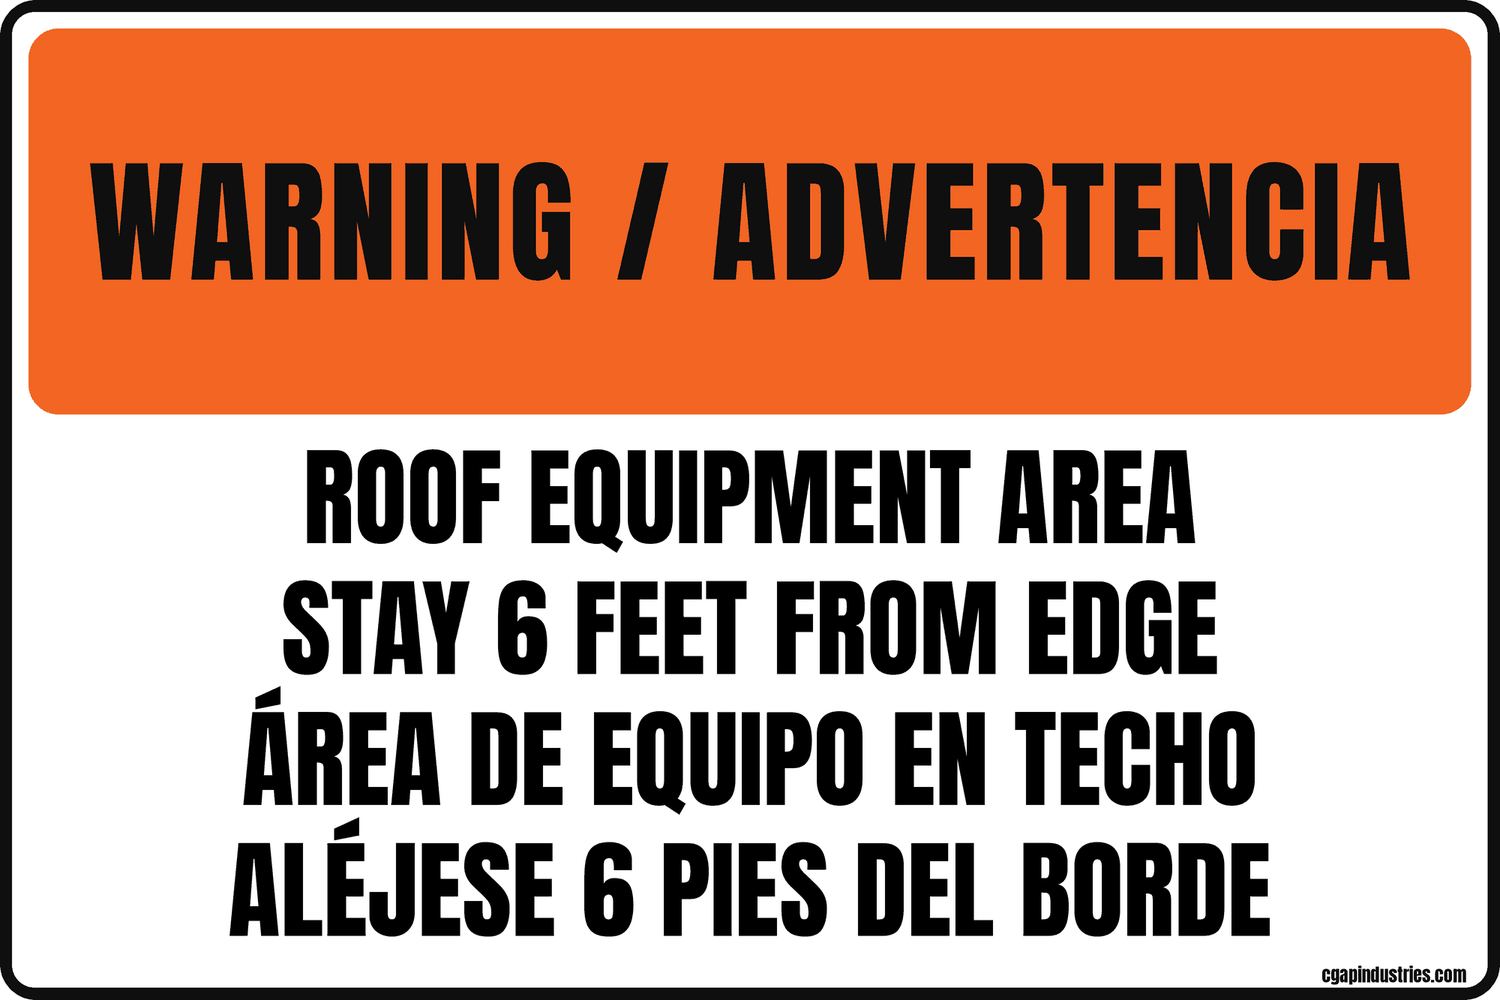 WARNING / ADVERTENCIA
ROOF EQUIPMENT AREA
STAY 6 FEET FROM EDGE
ÁREA DE EQUIPO EN TECHO
ALÉJESE 6 PIES DEL BORDE
cgapindustries.com